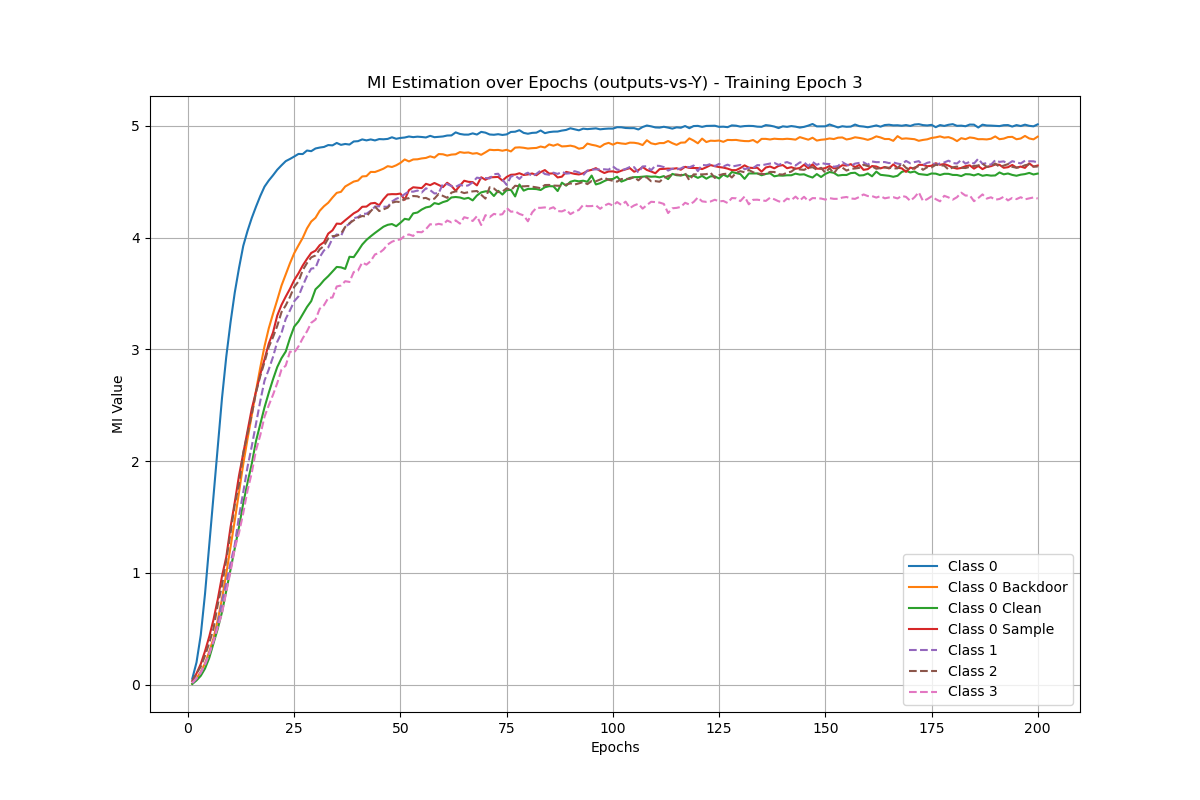 MI Estimation over Epochs (outputs-vs-Y) - Training Epoch 3
MI Value
5
4
3
2
1
0
0 25 50 75 100 125 150 175 200
Epochs
Class 0
Class 0 Backdoor
Class 0 Clean
Class 0 Sample
Class 1
Class 2
Class 3